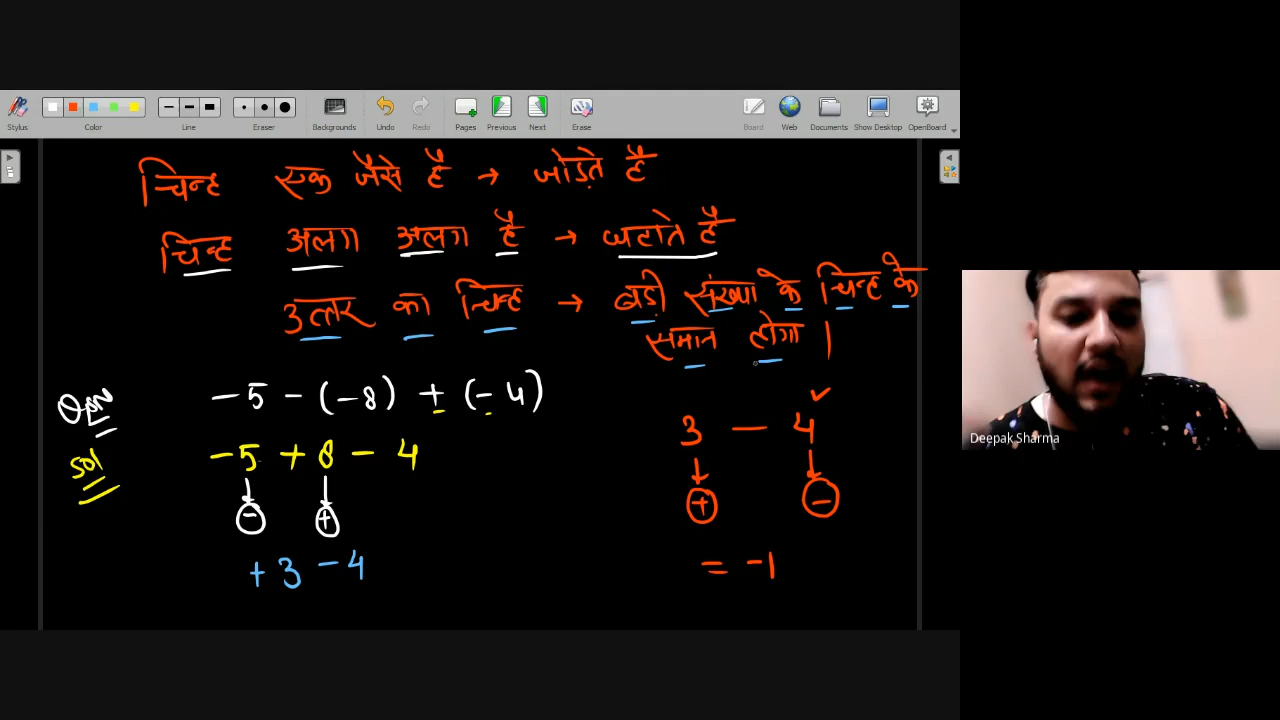 Stylus Color Line Eraser Backgrounds Undo Redo Pages Previous Next Erase Board Web Documents Show Desktop OpenBoard
चिन्ह एक जैसे है → जोड़ते है
चिन्ह अलग अलग है → घटाते है
उत्तर का चिन्ह → बड़ी संख्या के चिन्ह के
समान होगा |
Qon −5 − (−8) + (− 4)
3 — 4
Sol −5 + 8 − 4
− +
+ −
+ 3 − 4
= −1
Deepak Sharma